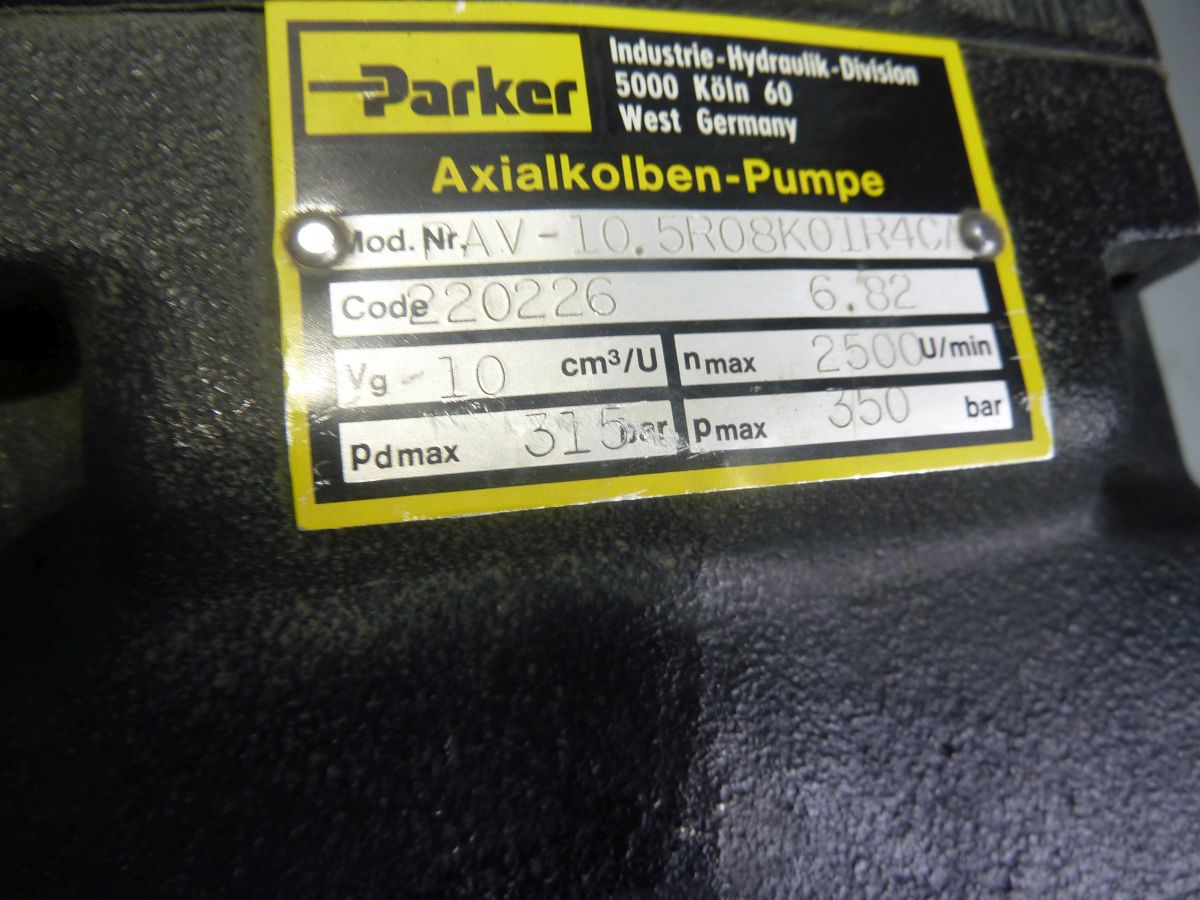 Parker
Industrie-Hydraulik-Division
5000 Köln 60
West Germany
Axialkolben-Pumpe
Mod. Nr. PAV-10.5R08K01R4CA
Code 220226 6.82
Vg - 10 cm³/U nmax 2500 U/min
pdmax 315 bar pmax 350 bar